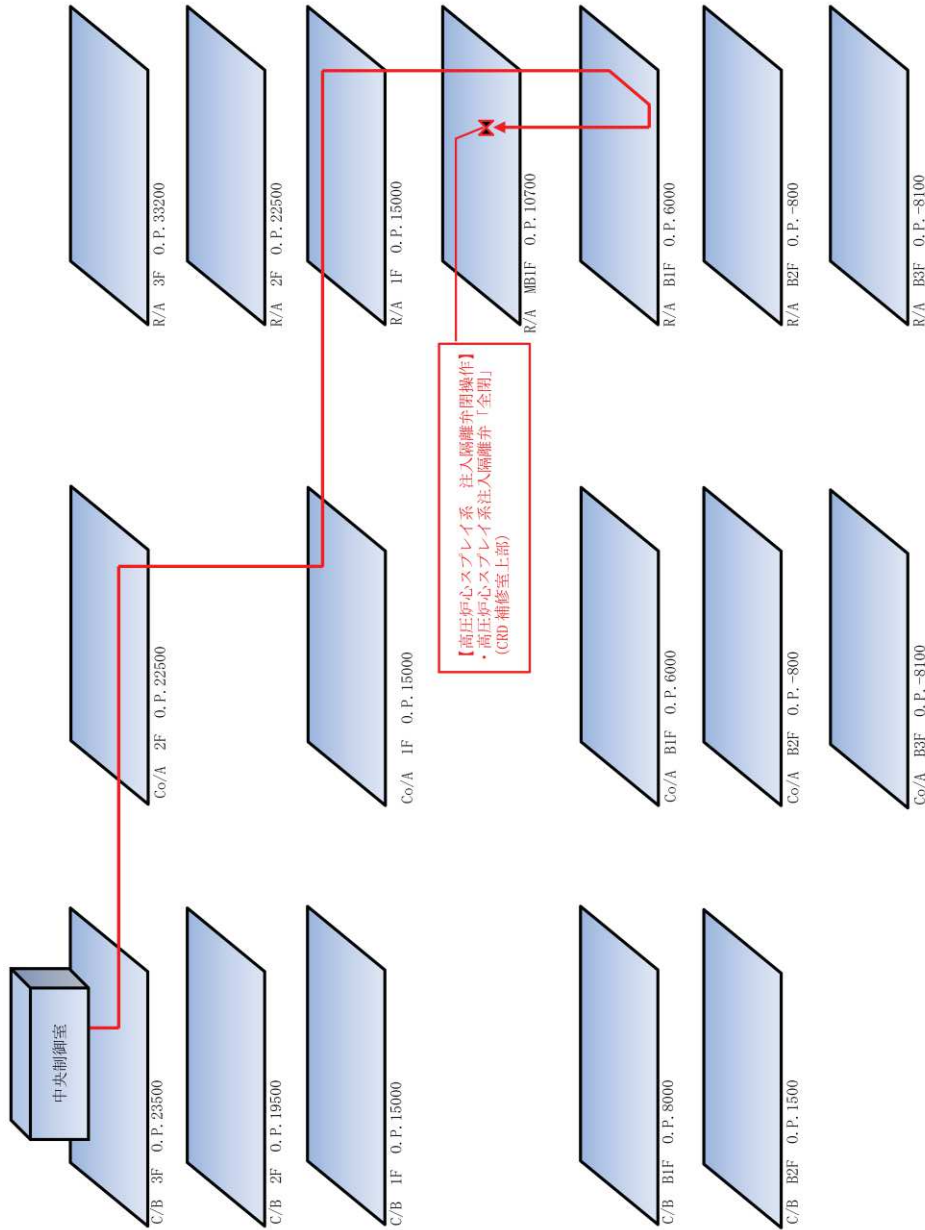 中央制御室
C/B 3F O.P.23500
C/B 2F O.P.19500
C/B 1F O.P.15000
C/B B1F O.P.8000
C/B B2F O.P.1500
Co/A 2F O.P.22500
Co/A 1F O.P.15000
Co/A B1F O.P.6000
Co/A B2F O.P.-800
Co/A B3F O.P.-8100
【高圧炉心スプレイ系 注入隔離弁閉操作】
・高圧炉心スプレイ系注入隔離弁「全閉」
(CRD 補修室上部)
R/A 3F O.P.33200
R/A 2F O.P.22500
R/A 1F O.P.15000
R/A MB1F O.P.10700
R/A B1F O.P.6000
R/A B2F O.P.-800
R/A B3F O.P.-8100